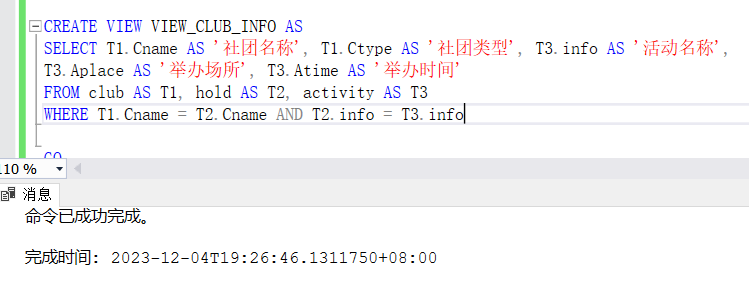 CREATE VIEW VIEW_CLUB_INFO AS
SELECT T1.Cname AS '社团名称', T1.Ctype AS '社团类型', T3.info AS '活动名称',
T3.Aplace AS '举办场所', T3.Atime AS '举办时间'
FROM club AS T1, hold AS T2, activity AS T3
WHERE T1.Cname = T2.Cname AND T2.info = T3.info
GO
110 %
消息
命令已成功完成。
完成时间: 2023-12-04T19:26:46.1311750+08:00